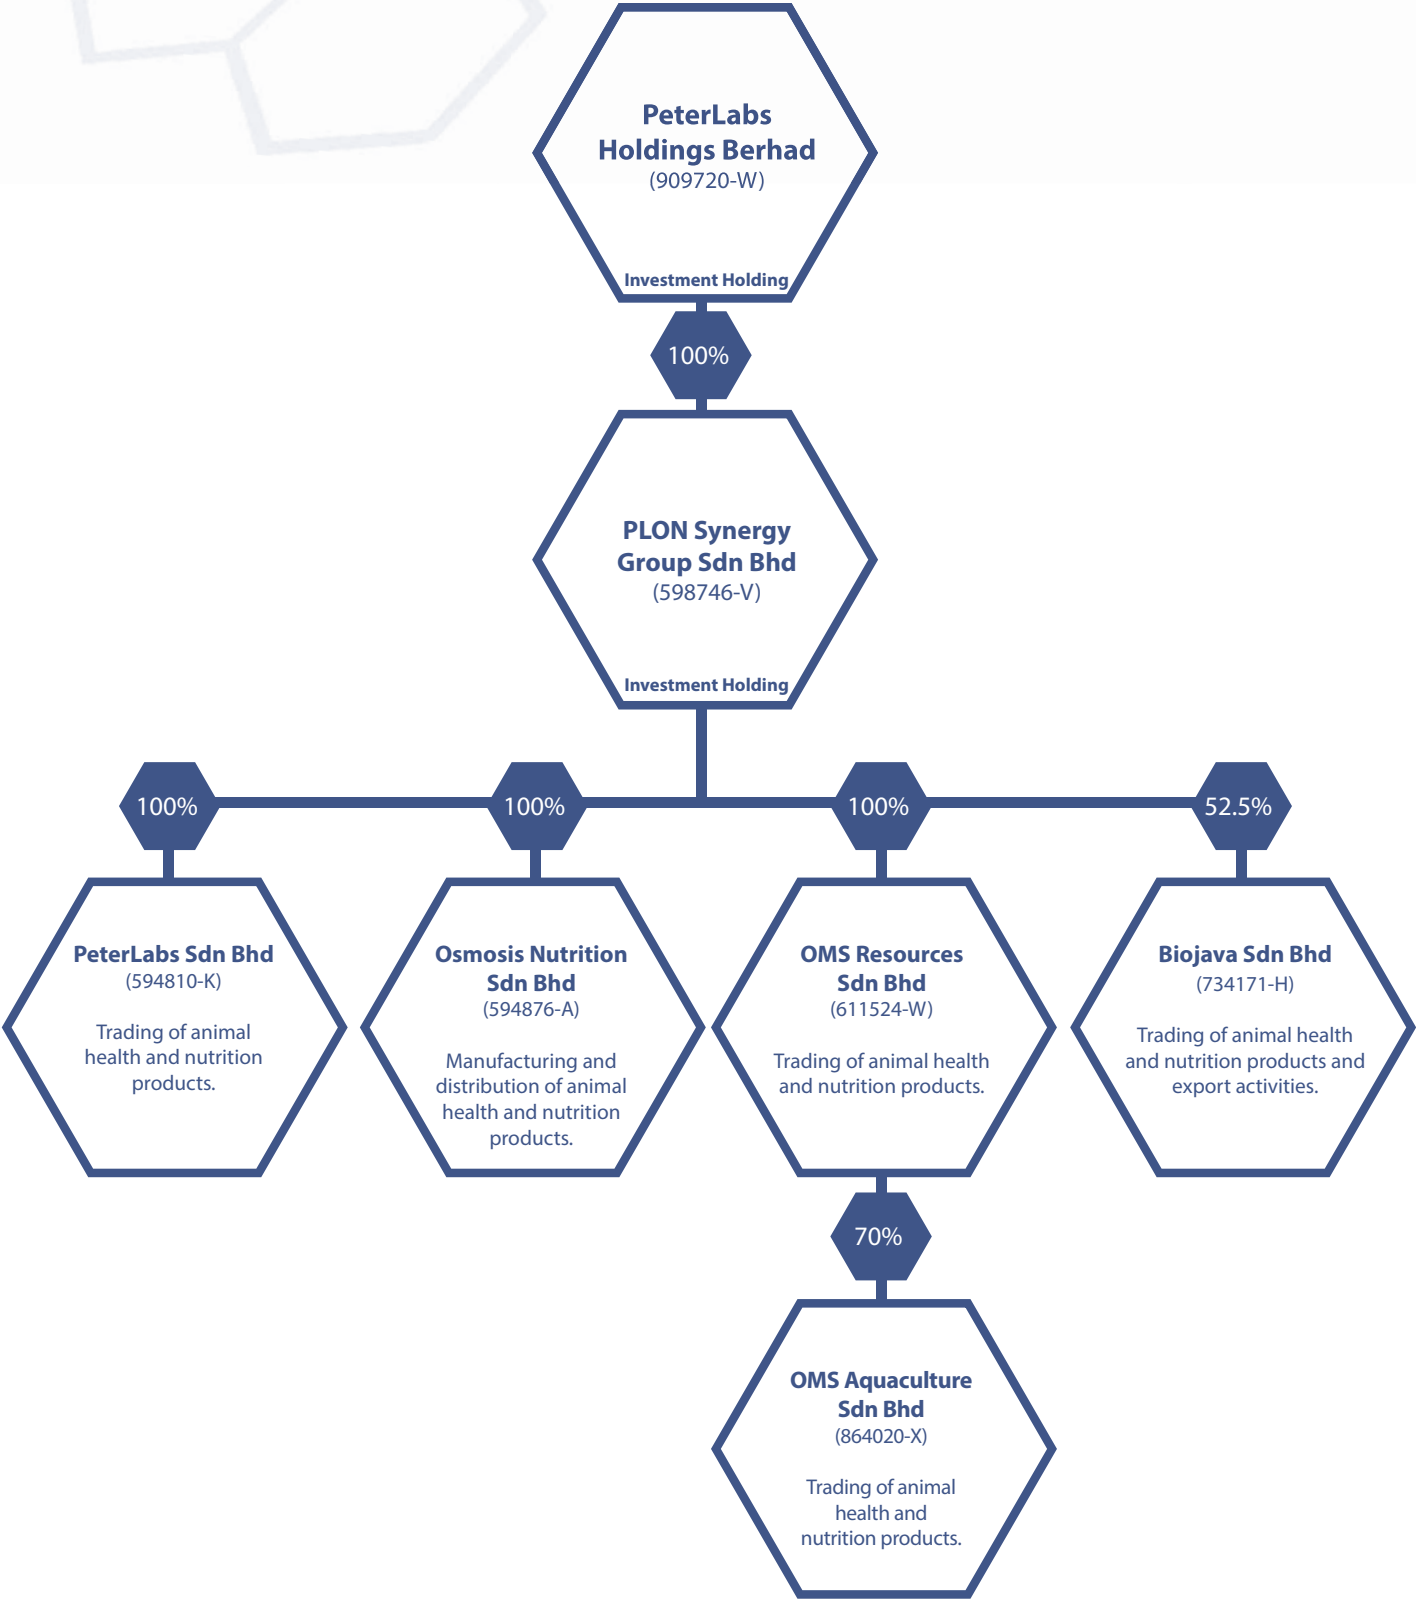 PeterLabs
Holdings Berhad
(909720-W)
Investment Holding
100%
PLON Synergy
Group Sdn Bhd
(598746-V)
Investment Holding
100%
100%
100%
52.5%
PeterLabs Sdn Bhd
(594810-K)
Trading of animal
health and nutrition
products.
Osmosis Nutrition
Sdn Bhd
(594876-A)
Manufacturing and
distribution of animal
health and nutrition
products.
OMS Resources
Sdn Bhd
(611524-W)
Trading of animal health
and nutrition products.
Biojava Sdn Bhd
(734171-H)
Trading of animal health
and nutrition products and
export activities.
70%
OMS Aquaculture
Sdn Bhd
(864020-X)
Trading of animal
health and
nutrition products.